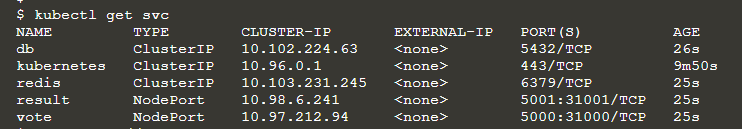 $ kubectl get svc
NAME TYPE CLUSTER-IP EXTERNAL-IP PORT(S) AGE
db ClusterIP 10.102.224.63 <none> 5432/TCP 26s
kubernetes ClusterIP 10.96.0.1 <none> 443/TCP 9m50s
redis ClusterIP 10.103.231.245 <none> 6379/TCP 25s
result NodePort 10.98.6.241 <none> 5001:31001/TCP 25s
vote NodePort 10.97.212.94 <none> 5000:31000/TCP 25s